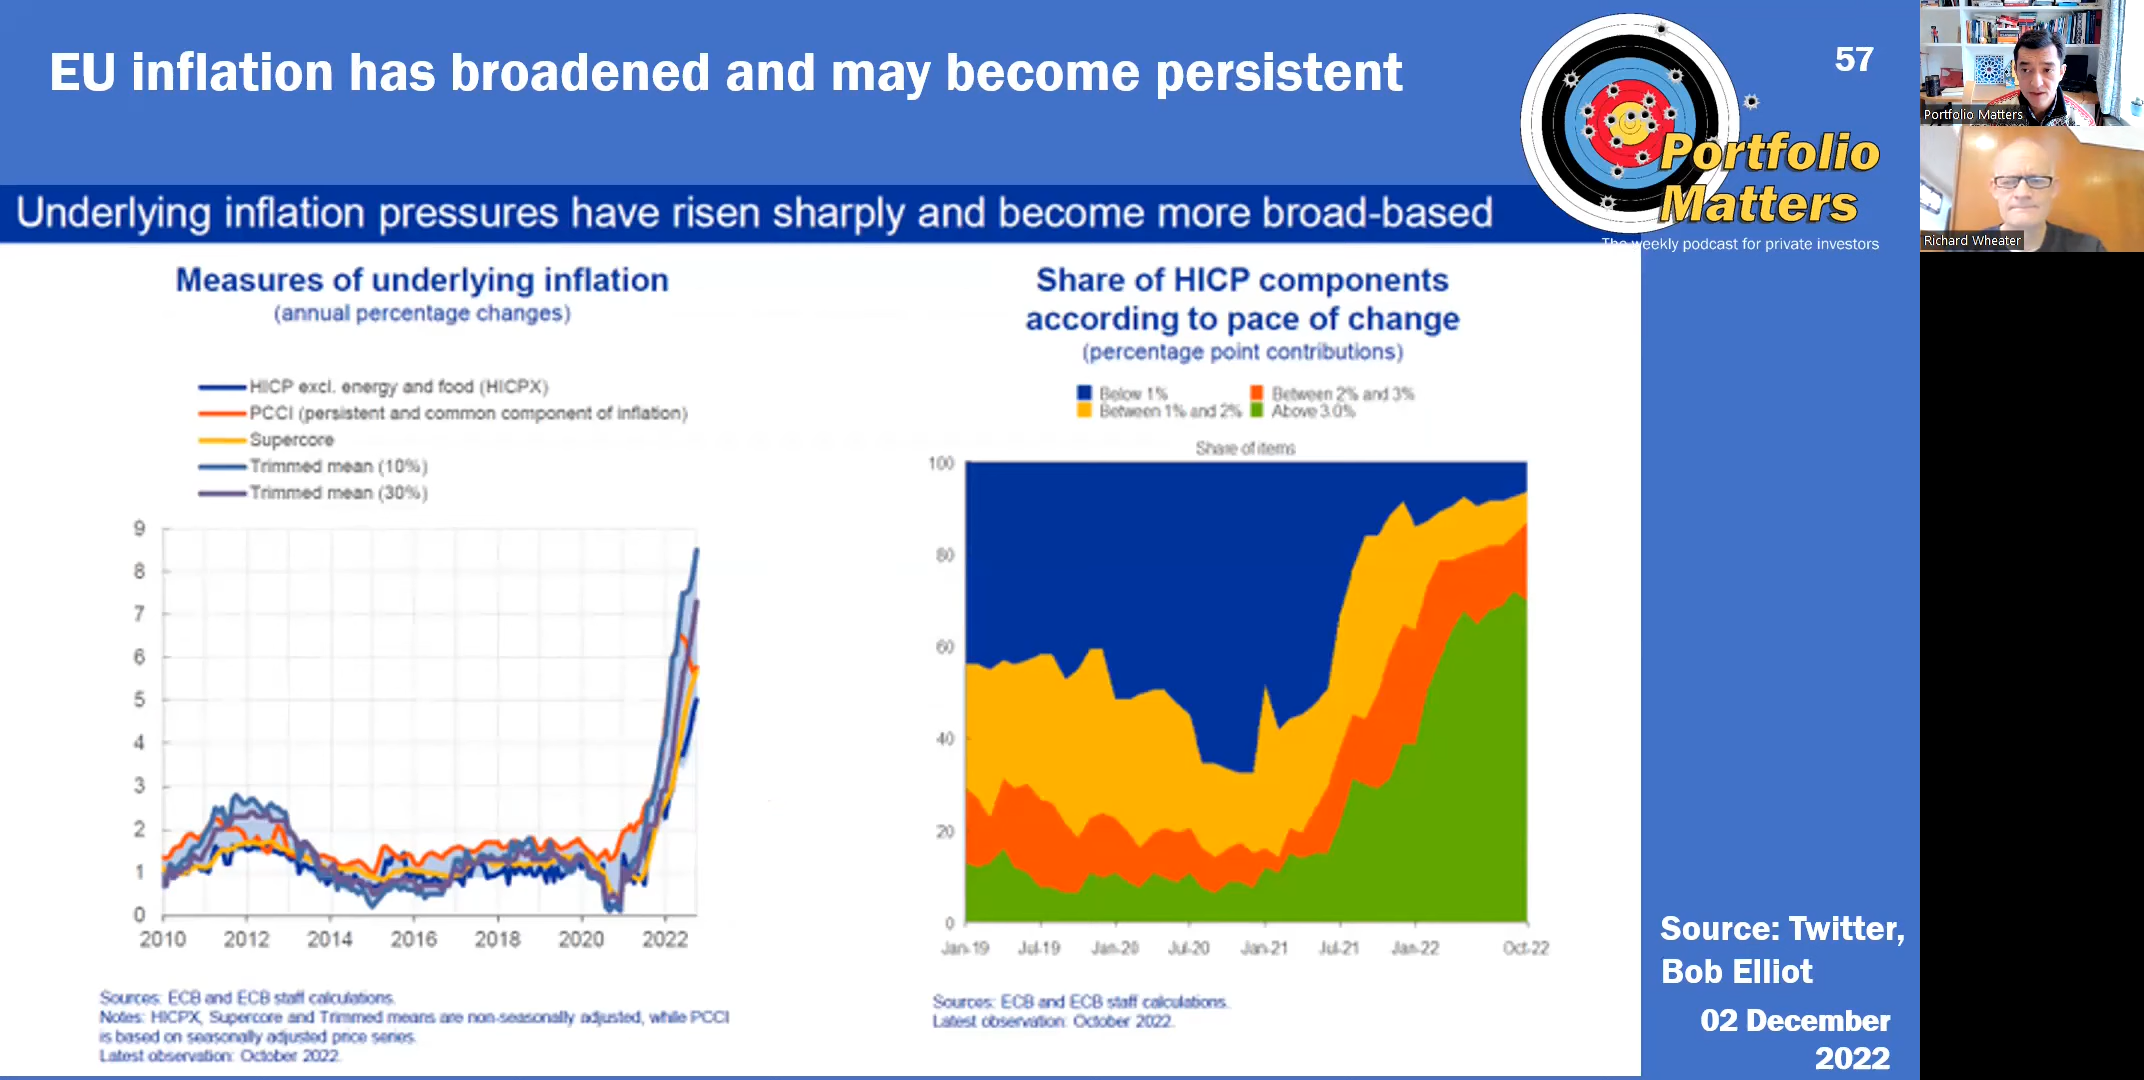 EU inflation has broadened and may become persistent
57
Portfolio
Matters
The weekly podcast for private investors
Portfolio Matters
Richard Wheater
Underlying inflation pressures have risen sharply and become more broad-based
Measures of underlying inflation
(annual percentage changes)
HICP excl. energy and food (HICPX)
PCCI (persistent and common component of inflation)
Supercore
Trimmed mean (10%)
Trimmed mean (30%)
9
8
7
6
5
4
3
2
1
0
2010 2012 2014 2016 2018 2020 2022
Sources: ECB and ECB staff calculations.
Notes: HICPX, Supercore and Trimmed means are non-seasonally adjusted, while PCCI
is based on seasonally adjusted price series.
Latest observation: October 2022.
Share of HICP components
according to pace of change
(percentage point contributions)
Below 1% Between 2% and 3%
Between 1% and 2% Above 3.0%
Share of items
100
80
60
40
20
0
Jan-19 Jul-19 Jan-20 Jul-20 Jan-21 Jul-21 Jan-22 Oct-22
Sources: ECB and ECB staff calculations.
Latest observation: October 2022.
Source: Twitter,
Bob Elliot
02 December
2022